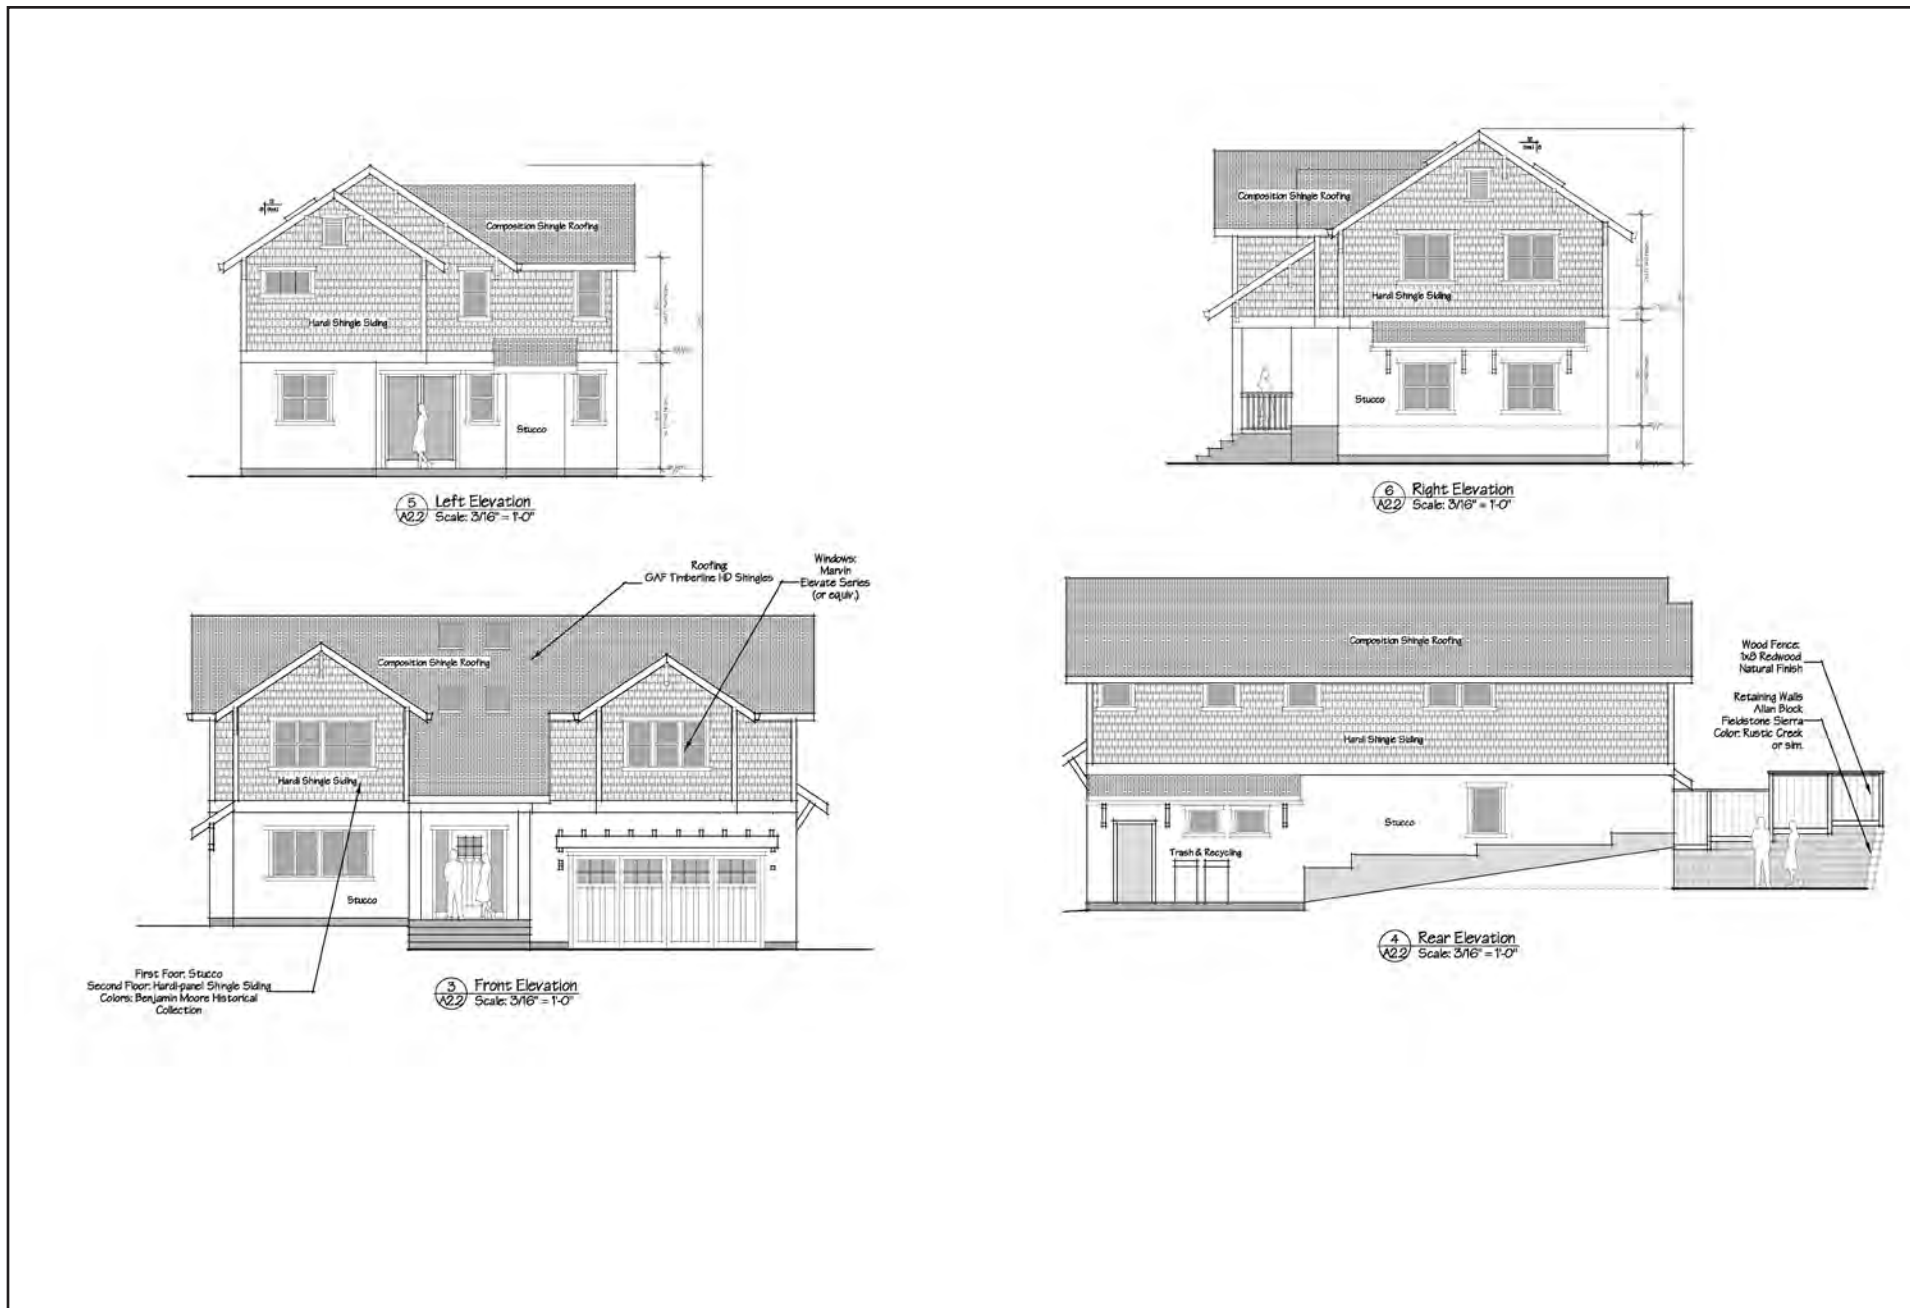 Composition Shingle Roofing
Hardi Shingle Siding
Stucco
5
A2.2
Left Elevation
Scale: 3/16" = 1'-0"
Composition Shingle Roofing
Hardi Shingle Siding
Stucco
6
A2.2
Right Elevation
Scale: 3/16" = 1'-0"
Roofing:
GAF Timberline HD Shingles
Windows:
Marvin
Elevate Series
(or equiv.)
Composition Shingle Roofing
Hardi Shingle Siding
Stucco
First Foor: Stucco
Second Floor: Hardi-panel Shingle Siding
Colors: Benjamin Moore Historical
Collection
3
A2.2
Front Elevation
Scale: 3/16" = 1'-0"
Composition Shingle Roofing
Hardi Shingle Siding
Stucco
Trash & Recycling
Wood Fence:
1x8 Redwood
Natural Finish
Retaining Walls
Allan Block
Fieldstone Sierra
Color: Rustic Creek
or sim.
4
A2.2
Rear Elevation
Scale: 3/16" = 1'-0"